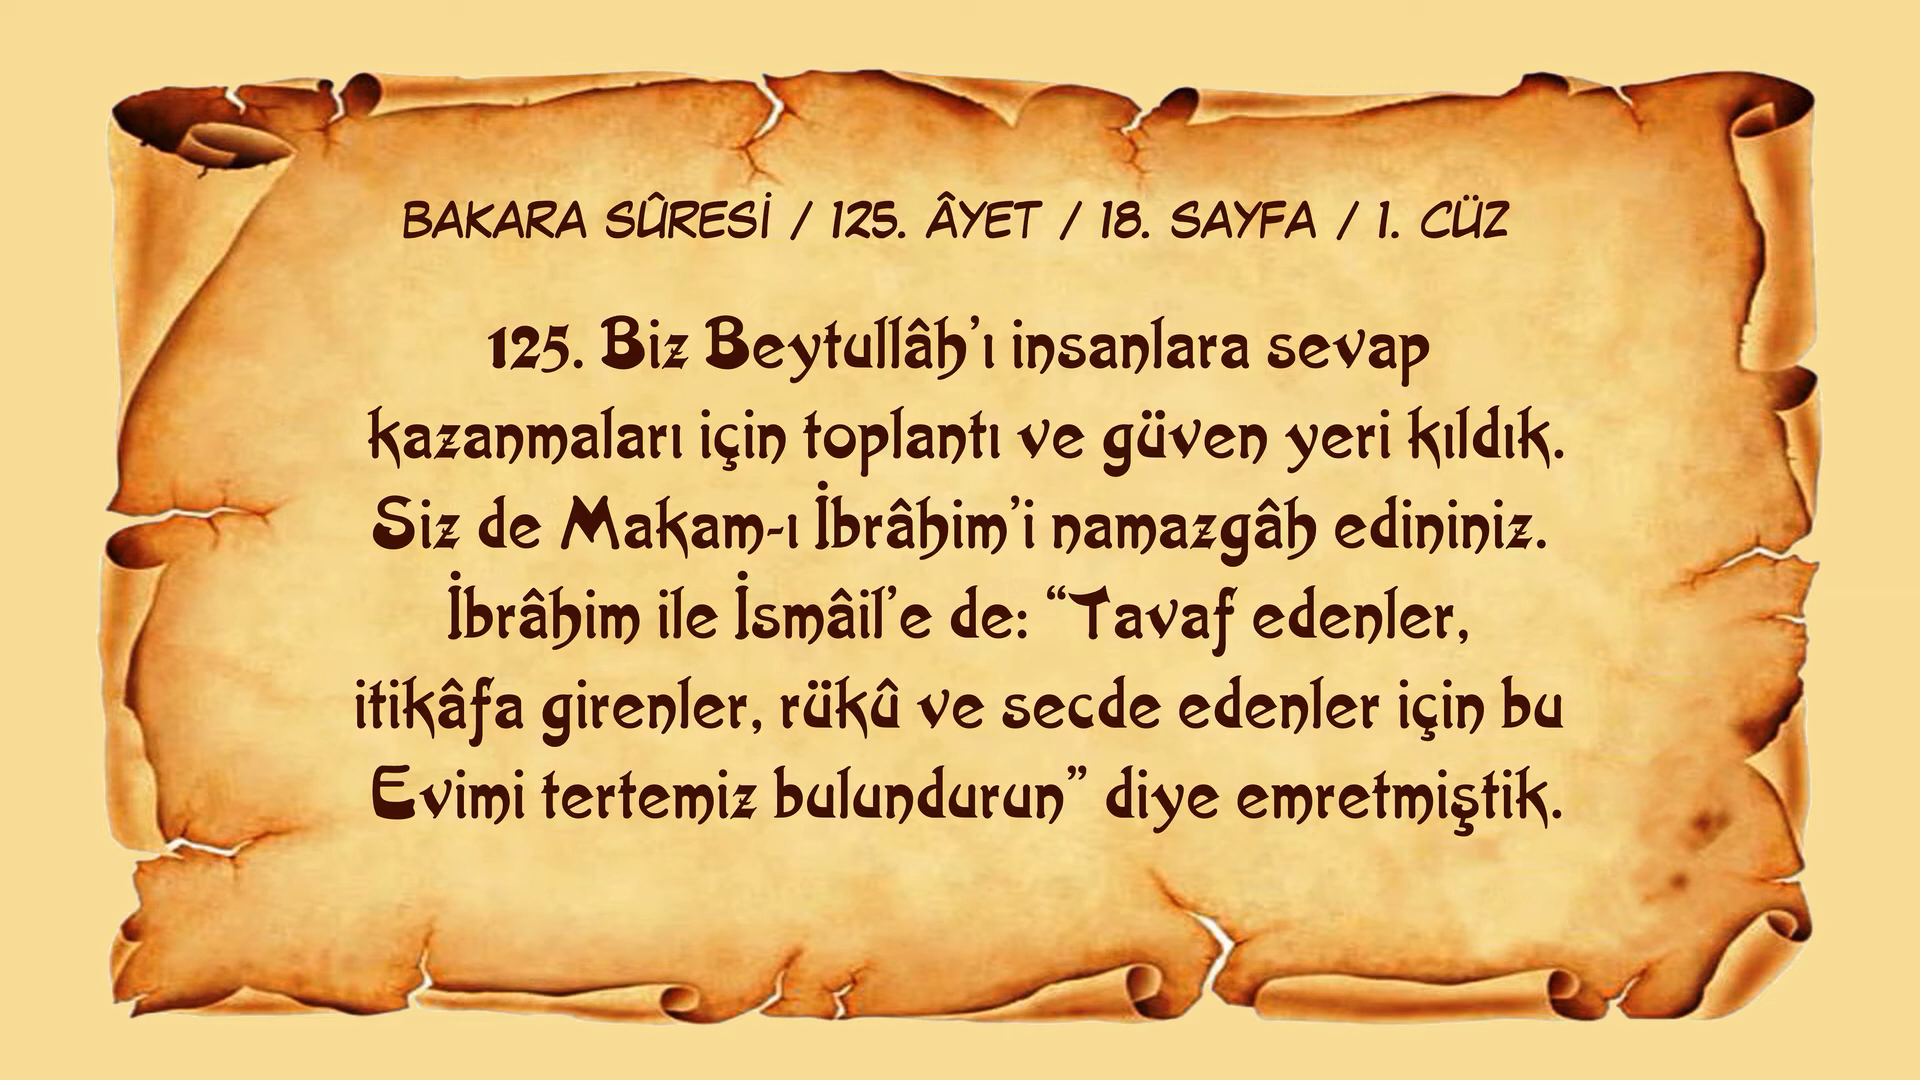 BAKARA SÛRESİ / 125. ÂYET / 18. SAYFA / 1. CÜZ
125. Biz Beytullâh’ı insanlara sevap
kazanmaları için toplantı ve güven yeri kıldık.
Siz de Makam-ı İbrâhim’i namazgâh edininiz.
İbrâhim ile İsmâil’e de: “Tavaf edenler,
itikâfa girenler, rükû ve secde edenler için bu
Evimi tertemiz bulundurun” diye emretmiştik.